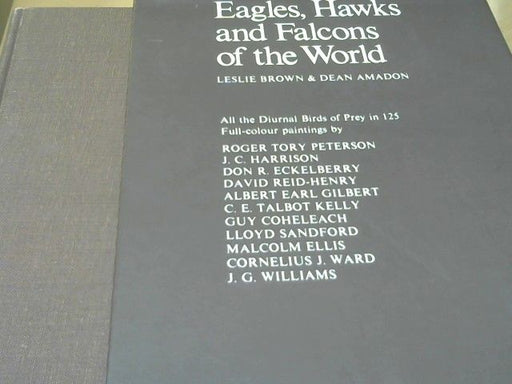 Eagles, Hawks
and Falcons
of the World
LESLIE BROWN & DEAN AMADON
All the Diurnal Birds of Prey in 125
Full-colour paintings by
ROGER TORY PETERSON
J. C. HARRISON
DON R. ECKELBERRY
DAVID REID-HENRY
ALBERT EARL GILBERT
C. E. TALBOT KELLY
GUY COHELEACH
LLOYD SANDFORD
MALCOLM ELLIS
CORNELIUS J. WARD
J. G. WILLIAMS